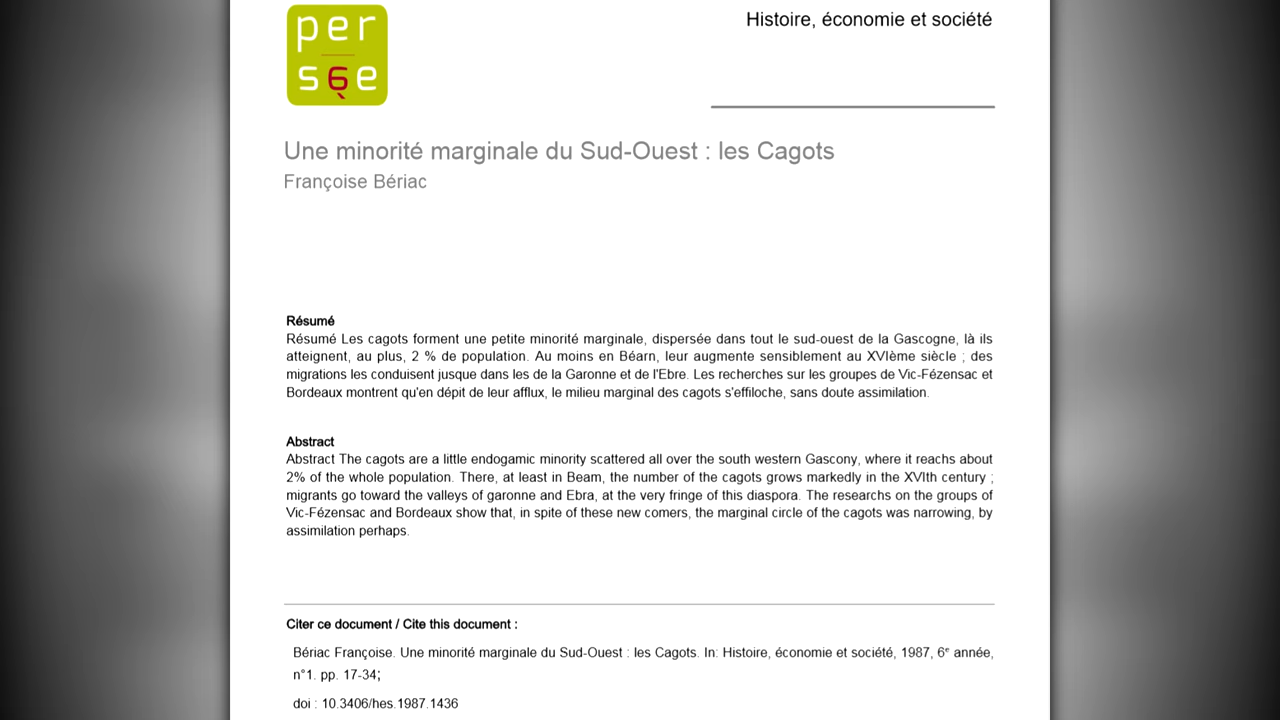 per
sée
Histoire, économie et société
Une minorité marginale du Sud-Ouest : les Cagots
Françoise Bériac
Résumé
Résumé Les cagots forment une petite minorité marginale, dispersée dans tout le sud-ouest de la Gascogne, là ils
atteignent, au plus, 2 % de population. Au moins en Béarn, leur augmente sensiblement au XVIème siècle ; des
migrations les conduisent jusque dans les de la Garonne et de l'Ebre. Les recherches sur les groupes de Vic-Fézensac et
Bordeaux montrent qu'en dépit de leur afflux, le milieu marginal des cagots s'effiloche, sans doute assimilation.
Abstract
Abstract The cagots are a little endogamic minority scattered all over the south western Gascony, where it reachs about
2% of the whole population. There, at least in Beam, the number of the cagots grows markedly in the XVIth century ;
migrants go toward the valleys of garonne and Ebra, at the very fringe of this diaspora. The researchs on the groups of
Vic-Fézensac and Bordeaux show that, in spite of these new comers, the marginal circle of the cagots was narrowing, by
assimilation perhaps.
Citer ce document / Cite this document :
Bériac Françoise. Une minorité marginale du Sud-Ouest : les Cagots. In: Histoire, économie et société, 1987, 6ᵉ année,
n°1. pp. 17-34;
doi : 10.3406/hes.1987.1436